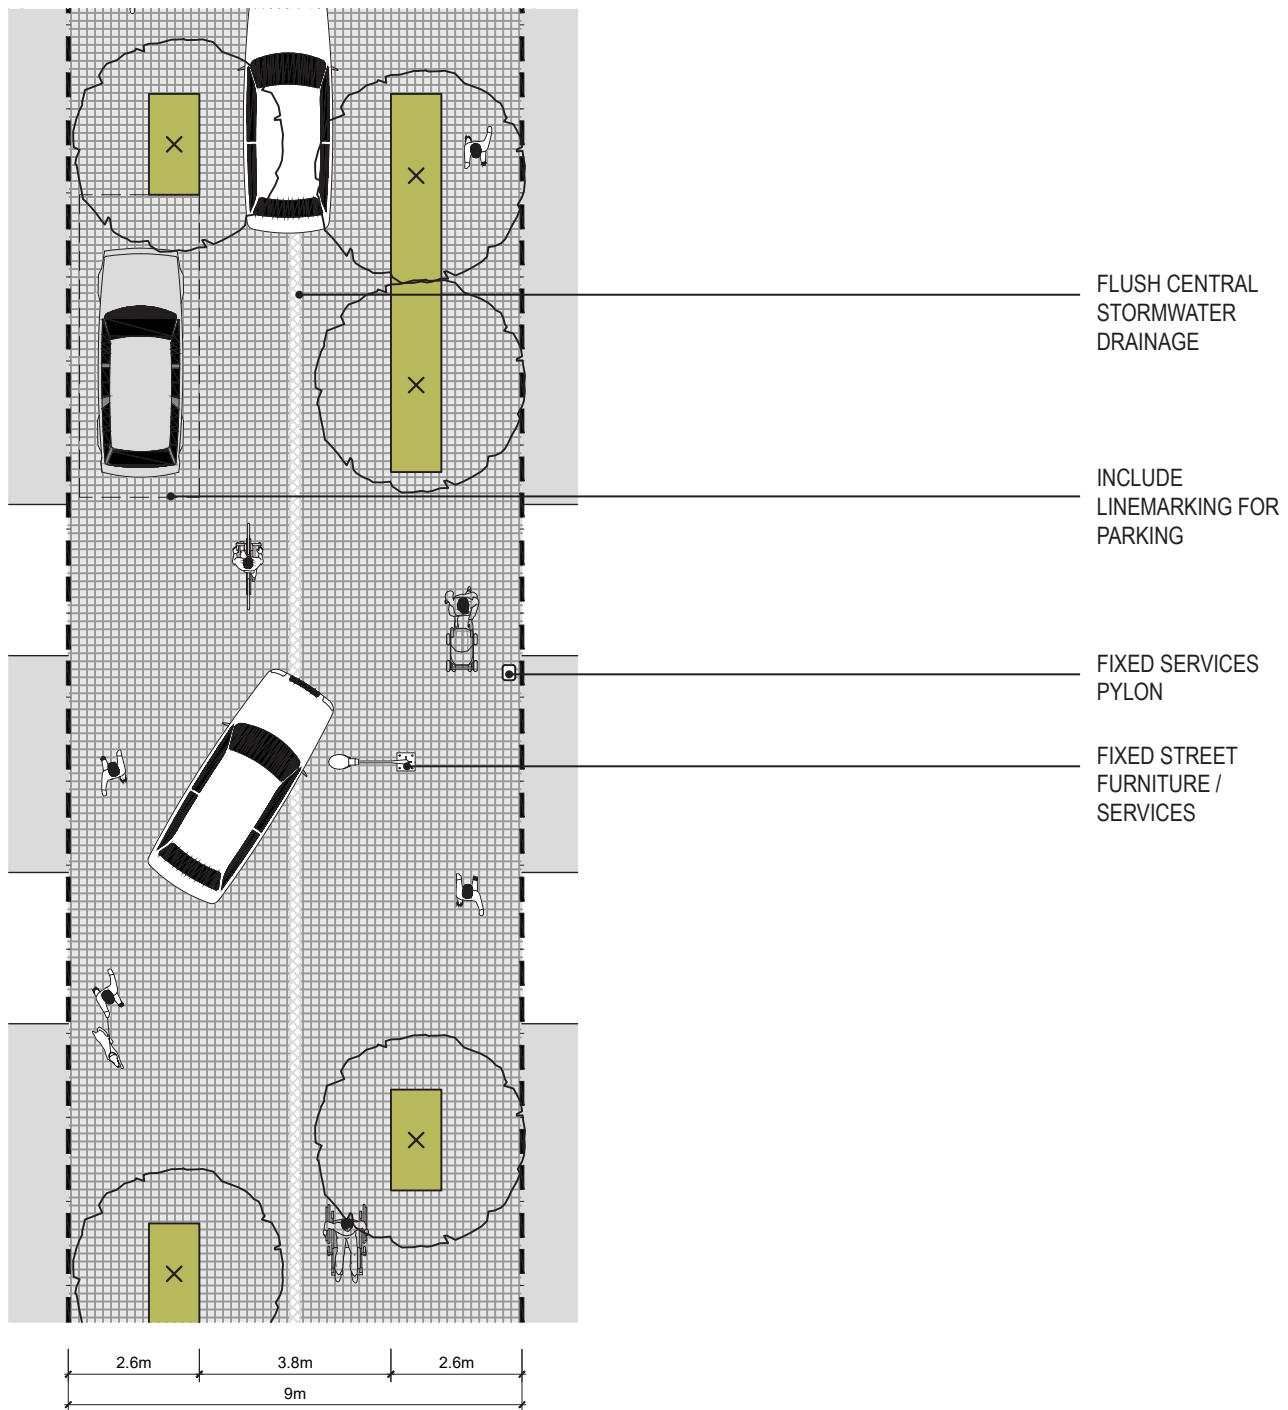 FLUSH CENTRAL
STORMWATER
DRAINAGE
INCLUDE
LINEMARKING FOR
PARKING
FIXED SERVICES
PYLON
FIXED STREET
FURNITURE /
SERVICES
2.6m
3.8m
2.6m
9m